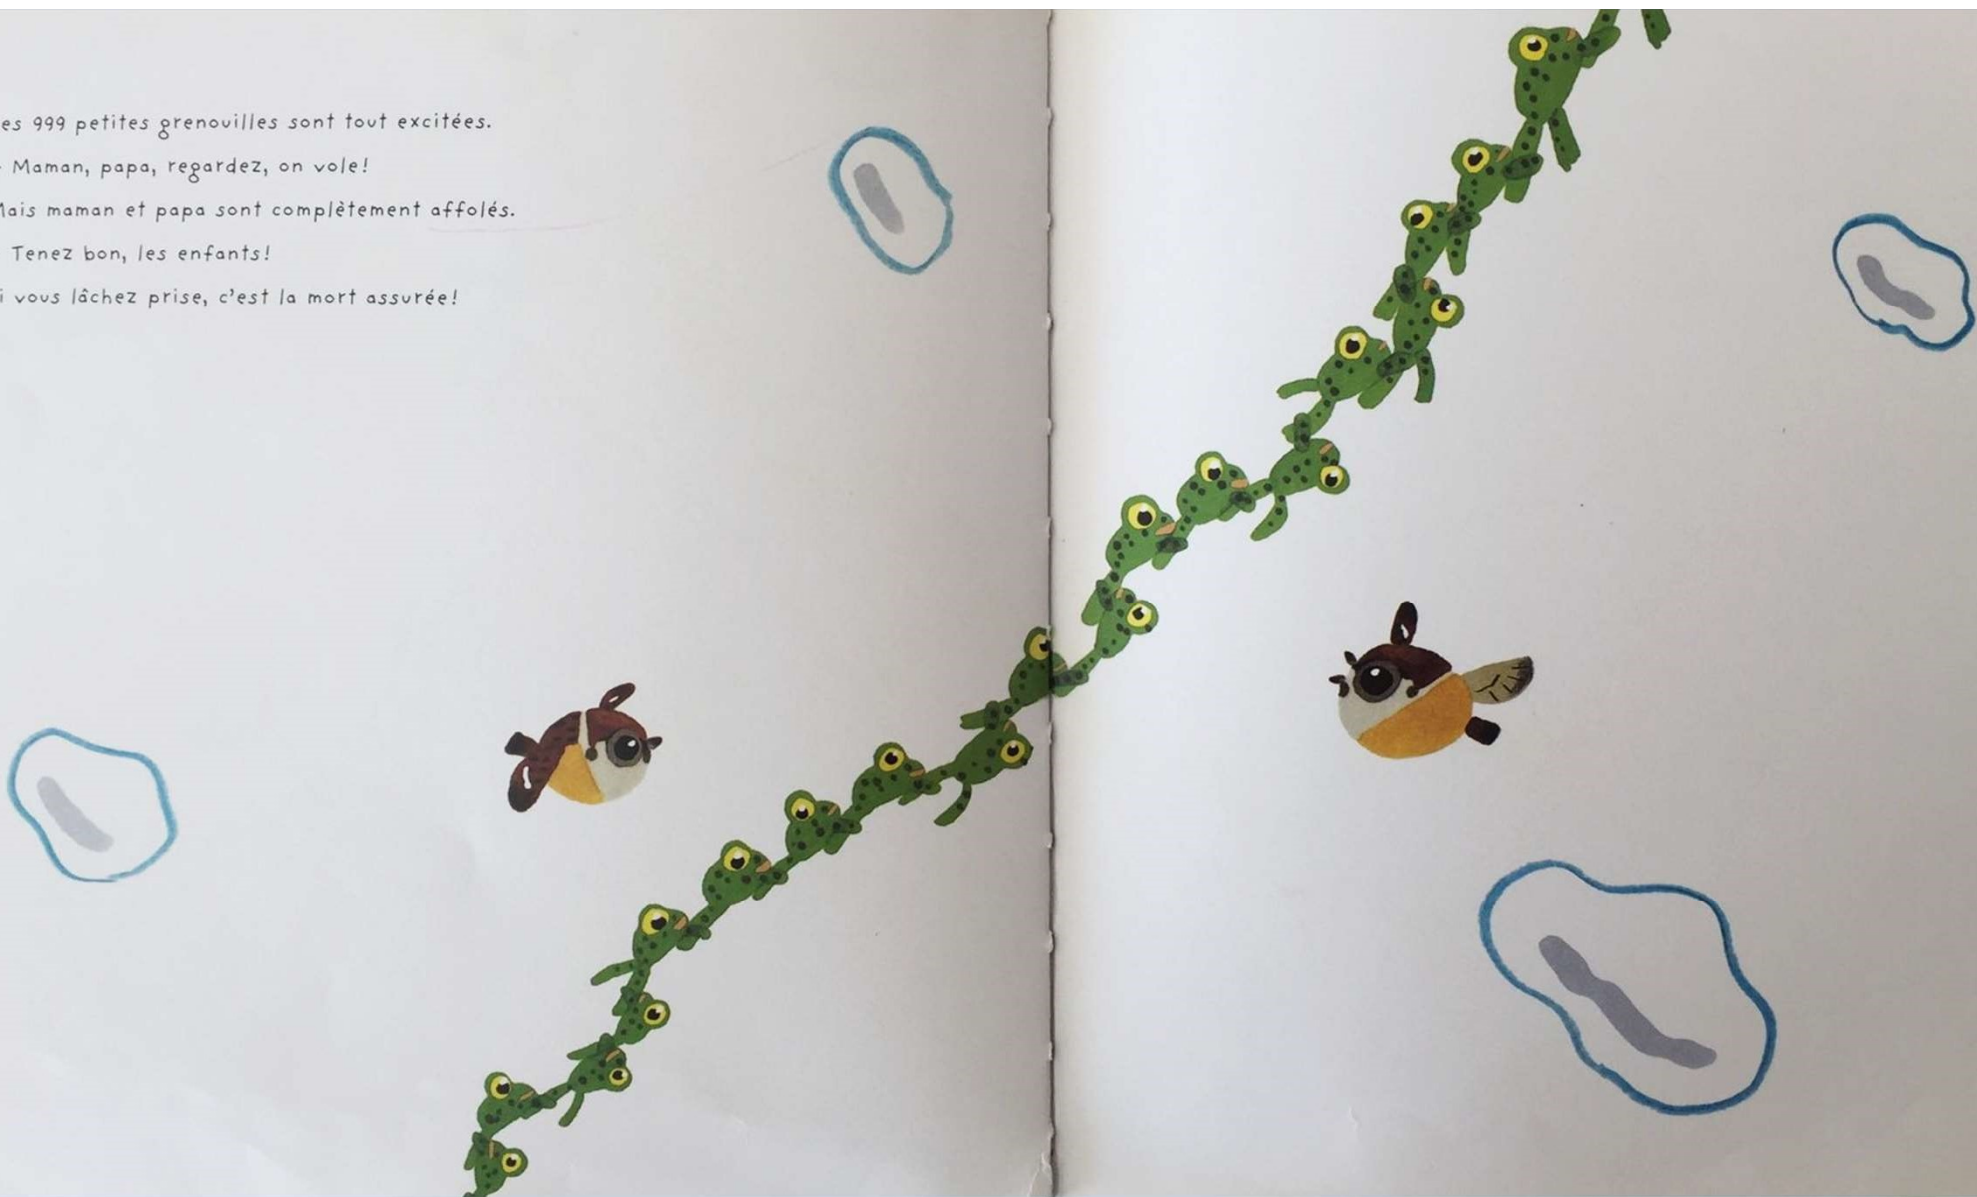 es 999 petites grenouilles sont tout excitées.
- Maman, papa, regardez, on vole!
Mais maman et papa sont complètement affolés.
Tenez bon, les enfants!
i vous lâchez prise, c'est la mort assurée!